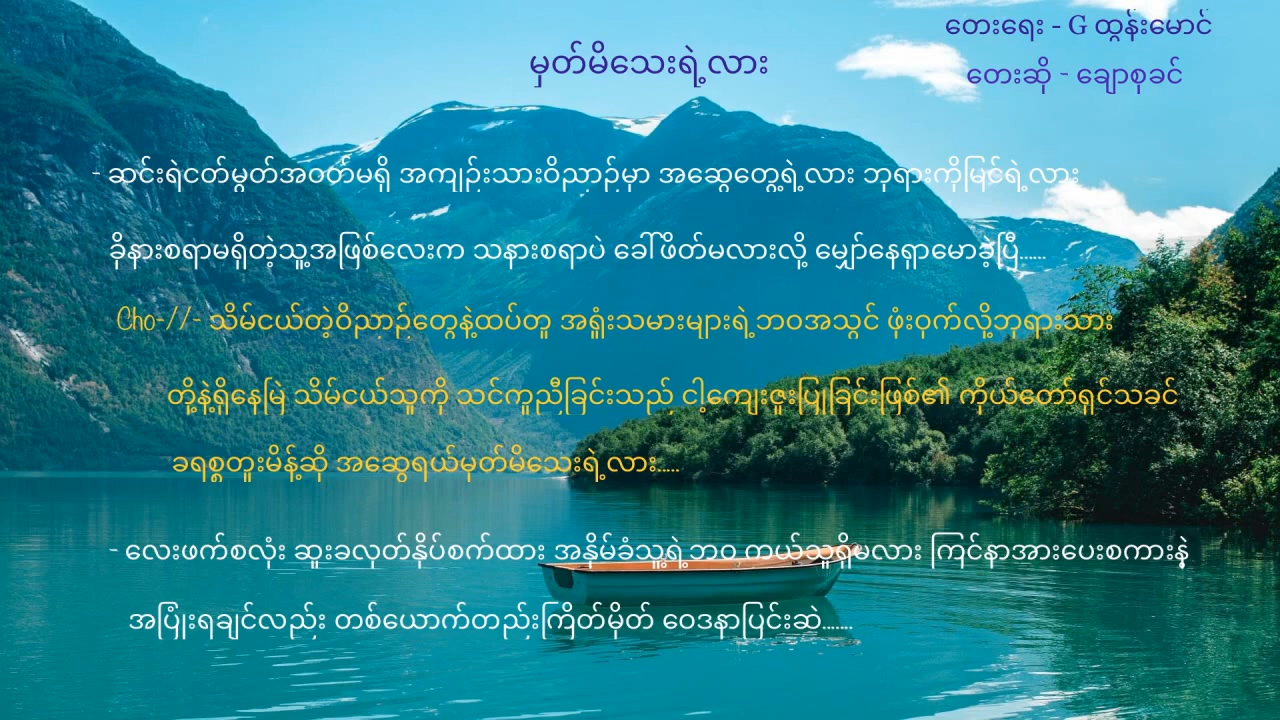 တေးရေး - G ထွန်းမောင်
မှတ်မိသေးရဲ့လား
တေးဆို - ချောစုခင်
- ဆင်းရဲငတ်မွတ်အဝတ်မရှိ အကျဉ်းသားဝိညာဉ်မှာ အဆွေတွေ့ရဲ့လား ဘုရားကိုမြင်ရဲ့လား
ခိုနားစရာမရှိတဲ့သူ့အဖြစ်လေးက သနားစရာပဲ ခေါ်ဖိတ်မလားလို့ မျှော်နေရှာမောခဲ့ပြီ......
Cho-//- သိမ်ငယ်တဲ့ဝိညာဉ်တွေနဲ့ထပ်တူ အရှုံးသမားများရဲ့ဘဝအသွင် ဖုံးဝှက်လို့ဘုရားသား
တို့နဲ့ရှိနေမြဲ သိမ်ငယ်သူကို သင်ကူညီခြင်းသည် ငါ့ကျေးဇူးပြုခြင်းဖြစ်၏ ကိုယ်တော်ရှင်သခင်
ခရစ္စတူးမိန့်ဆို အဆွေရယ်မှတ်မိသေးရဲ့လား.....
- လေးဖက်စလုံး ဆူးခလုတ်နှိပ်စက်ထား အနှိမ်ခံသူ့ရဲ့ဘဝ ကယ်သူရှိမလား ကြင်နာအားပေးစကားနဲ့
အပြုံးရချင်လည်း တစ်ယောက်တည်းကြိတ်မှိတ် ဝေဒနာပြင်းဆဲ.......